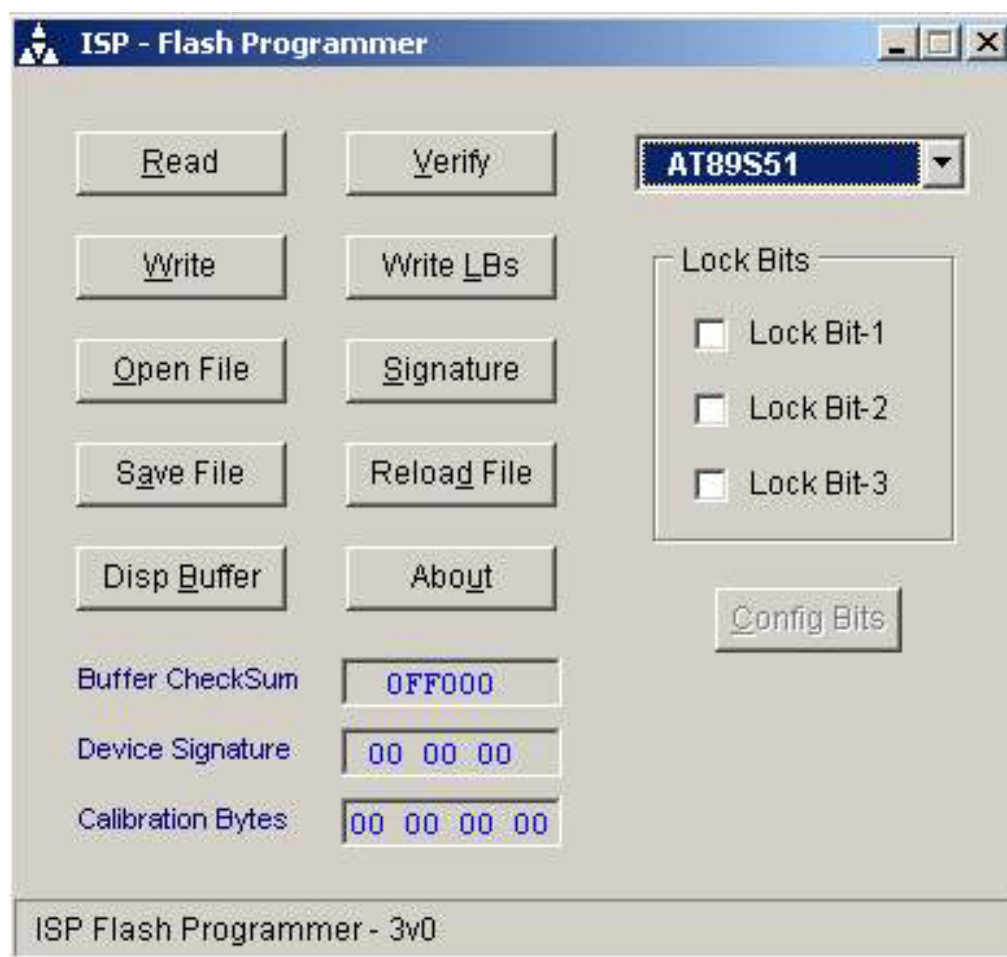 ISP - Flash Programmer
Read
Verify
AT89S51
Write
Write LBs
Lock Bits
Lock Bit-1
Open File
Signature
Lock Bit-2
Save File
Reload File
Lock Bit-3
Disp Buffer
About
Config Bits
Buffer CheckSum 0FF000
Device Signature 00 00 00
Calibration Bytes 00 00 00 00
ISP Flash Programmer - 3v0